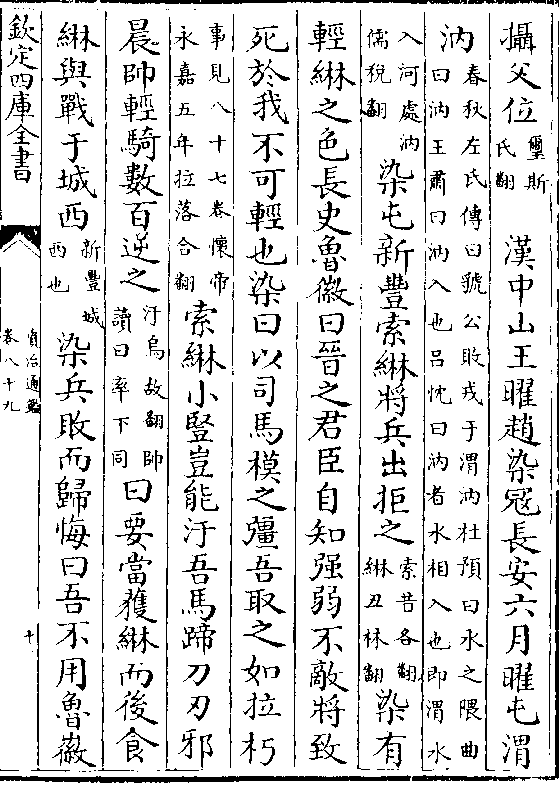 攝父位璽斯氏翻漢中山王曜趙染冦長安六月曜屯渭
汭春秋左氏傳曰虢公敗戎于渭汭杜預曰水之隈曲曰汭王肅曰汭入也吕忱曰汭者水相入也即渭水
入河處汭儒稅翻染屯新豐索綝將兵出拒之索昔各翻綝丑林翻染有
輕綝之色長史魯徽曰晉之君臣自知强弱不敵將致
死於我不可輕也染曰以司馬模之彊吾取之如拉朽
事見八十七卷懷帝永嘉五年拉落合翻索綝小豎豈能汙吾馬蹄刀刃邪
晨帥輕騎數百逆之汙烏故翻帥讀曰率下同曰要當獲綝而後食
綝與戰于城西新豐城西也染兵敗而歸悔曰吾不用魯徽
欽定四庫全書
資治通鑑
卷八十九
十